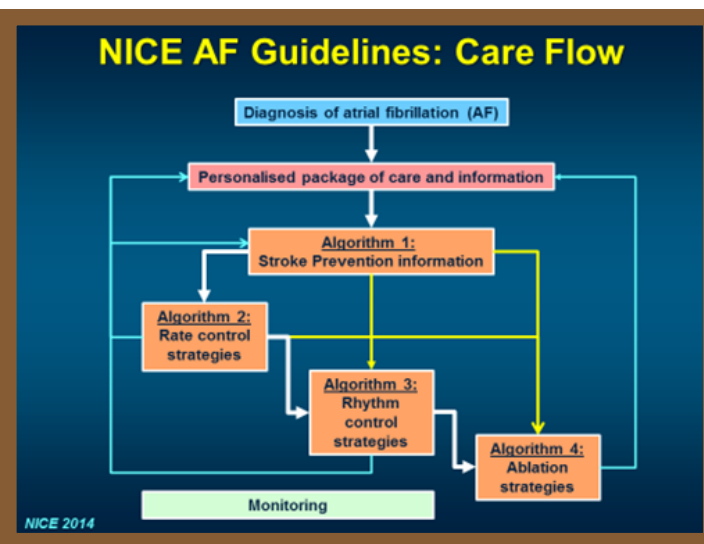 NICE AF Guidelines: Care Flow
Diagnosis of atrial fibrillation (AF)
Personalised package of care and information
Algorithm 1:
Stroke Prevention information
Algorithm 2:
Rate control
strategies
Algorithm 3:
Rhythm
control
strategies
Algorithm 4:
Ablation
strategies
Monitoring
NICE 2014